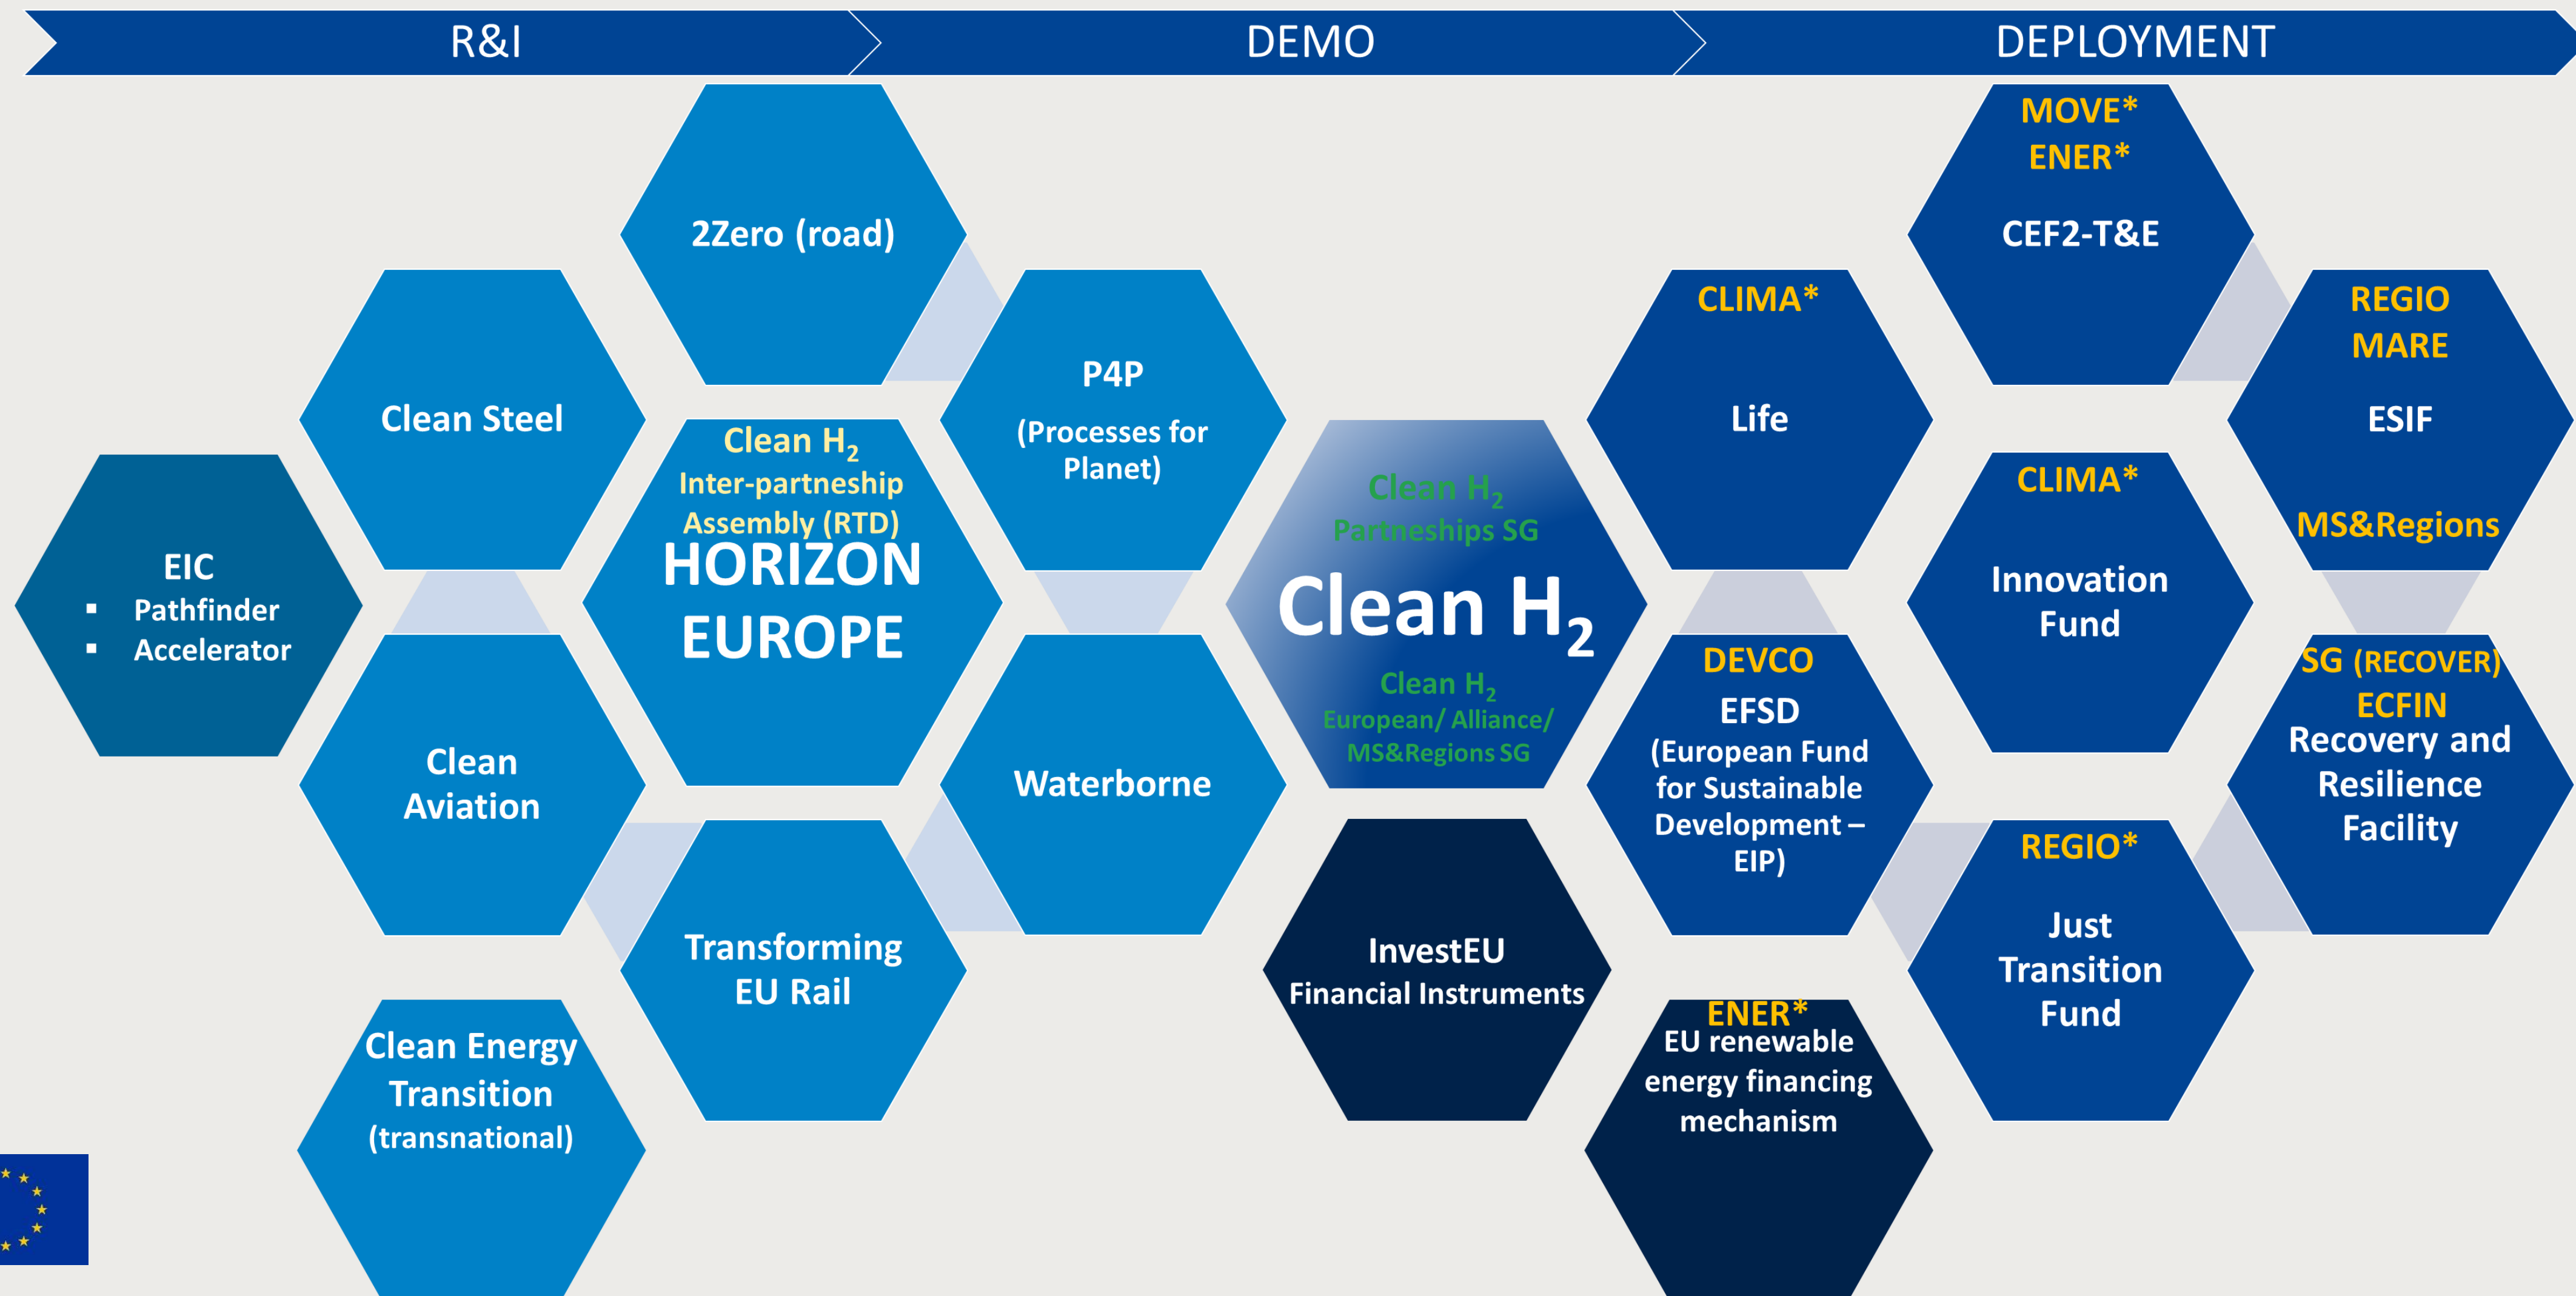 R&I
DEMO
DEPLOYMENT
EIC
▪ Pathfinder
▪ Accelerator
Clean Steel
Clean
Aviation
Clean Energy
Transition
(transnational)
2Zero (road)
Clean H₂
Inter-partneship
Assembly (RTD)
HORIZON
EUROPE
Transforming
EU Rail
P4P
(Processes for
Planet)
Waterborne
Clean H₂
Partneships SG
Clean H₂
Clean H₂
European/ Alliance/
MS&Regions SG
InvestEU
Financial Instruments
CLIMA*
Life
DEVCO
EFSD
(European Fund
for Sustainable
Development –
EIP)
ENER*
EU renewable
energy financing
mechanism
MOVE*
ENER*
CEF2-T&E
CLIMA*
Innovation
Fund
REGIO*
Just
Transition
Fund
REGIO
MARE
ESIF
MS&Regions
SG (RECOVER)
ECFIN
Recovery and
Resilience
Facility